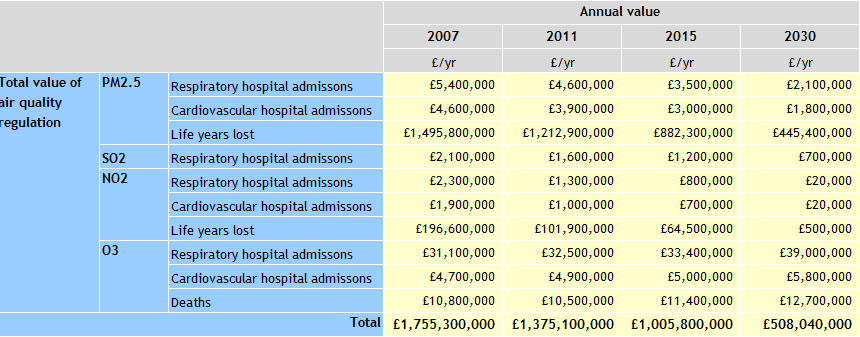 Annual value
2007 2011 2015 2030
£/yr £/yr £/yr £/yr
Total value of air quality regulation PM2.5 Respiratory hospital admissons £5,400,000 £4,600,000 £3,500,000 £2,100,000
Cardiovascular hospital admissons £4,600,000 £3,900,000 £3,000,000 £1,800,000
Life years lost £1,495,800,000 £1,212,900,000 £882,300,000 £445,400,000
SO2 Respiratory hospital admissons £2,100,000 £1,600,000 £1,200,000 £700,000
NO2 Respiratory hospital admissons £2,300,000 £1,300,000 £800,000 £20,000
Cardiovascular hospital admissons £1,900,000 £1,000,000 £700,000 £20,000
Life years lost £196,600,000 £101,900,000 £64,500,000 £500,000
O3 Respiratory hospital admissons £31,100,000 £32,500,000 £33,400,000 £39,000,000
Cardiovascular hospital admissons £4,700,000 £4,900,000 £5,000,000 £5,800,000
Deaths £10,800,000 £10,500,000 £11,400,000 £12,700,000
Total £1,755,300,000 £1,375,100,000 £1,005,800,000 £508,040,000